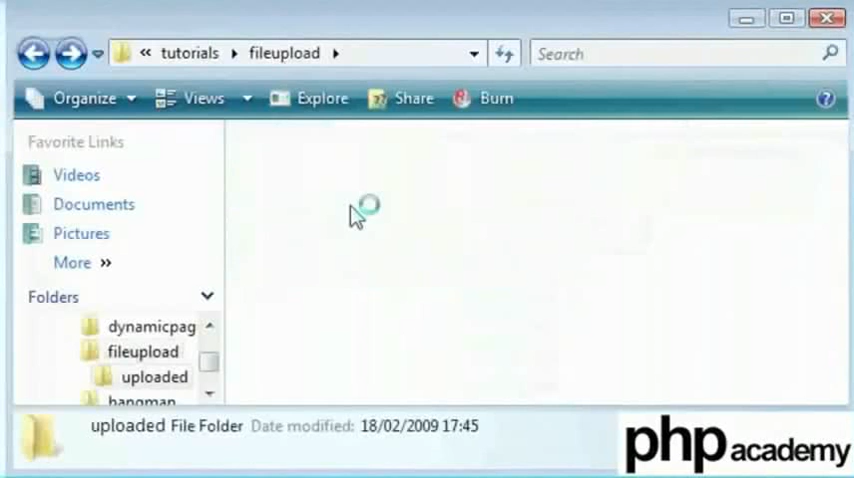 « tutorials fileupload Search
Organize Views Explore Share Burn ?
Favorite Links
Videos
Documents
Pictures
More »
Folders
dynamicpag
fileupload
uploaded
hangman
uploaded File Folder Date modified: 18/02/2009 17:45
php academy